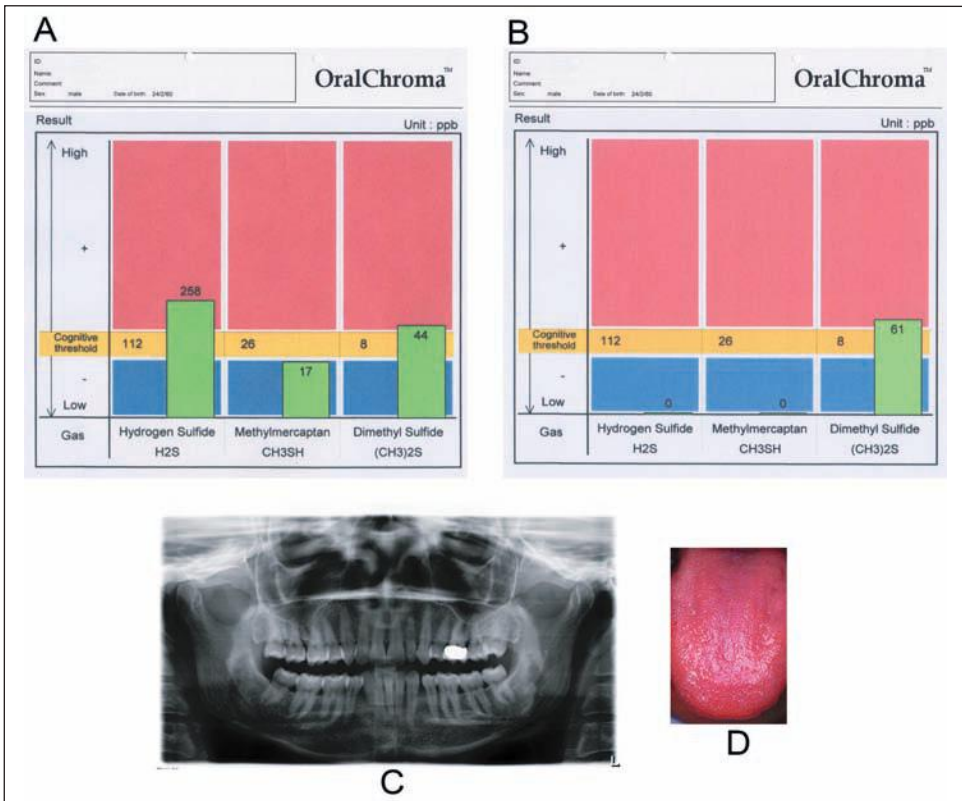 A
B
ID:
Name:
Comment:
Sex: male Date of birth: 24/2/60
OralChroma™
Result
Unit : ppb
High
+
Cognitive threshold
-
Low
258
112
26
8
17
44
Gas
Hydrogen Sulfide
H2S
Methylmercaptan
CH3SH
Dimethyl Sulfide
(CH3)2S
ID:
Name:
Comment:
Sex: male Date of birth: 24/2/60
OralChroma™
Result
Unit : ppb
High
+
Cognitive threshold
-
Low
112
26
8
61
0
0
Gas
Hydrogen Sulfide
H2S
Methylmercaptan
CH3SH
Dimethyl Sulfide
(CH3)2S
L
C
D